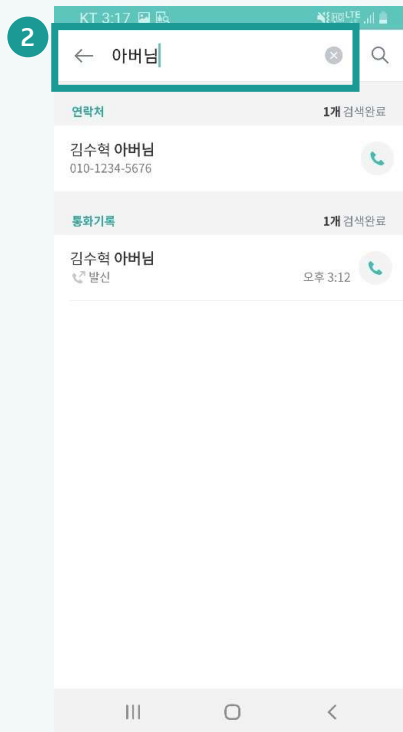 KT 3:17
2
아버님
연락처 1개 검색완료
김수혁 아버님
010-1234-5676
통화기록 1개 검색완료
김수혁 아버님
발신 오후 3:12